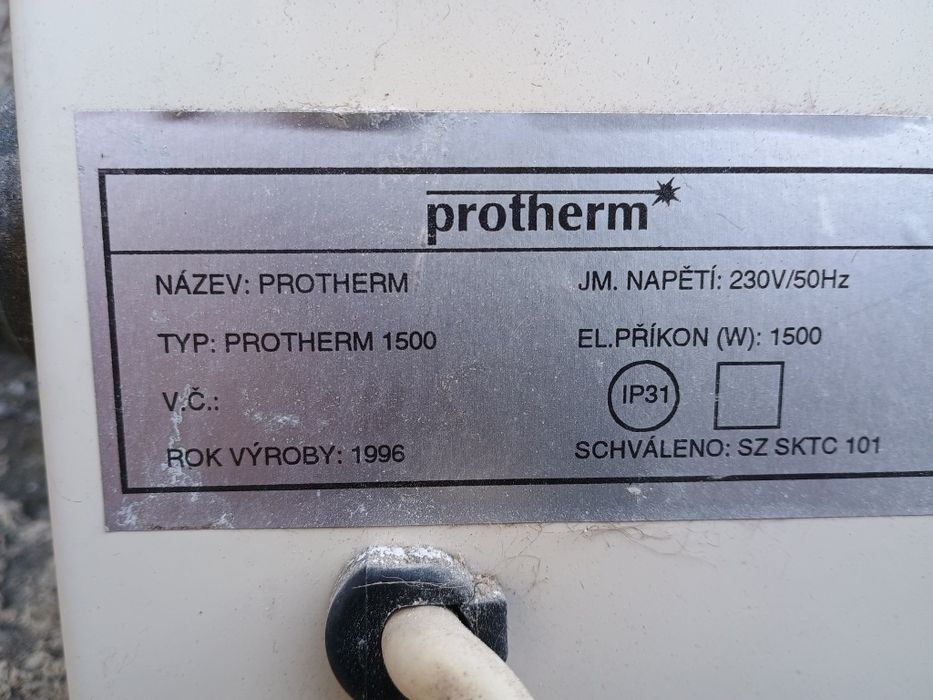 protherm
NÁZEV: PROTHERM
JM. NAPĚTÍ: 230V/50Hz
TYP: PROTHERM 1500
EL.PŘÍKON (W): 1500
V.Č.:
IP31
ROK VÝROBY: 1996
SCHVÁLENO: SZ SKTC 101